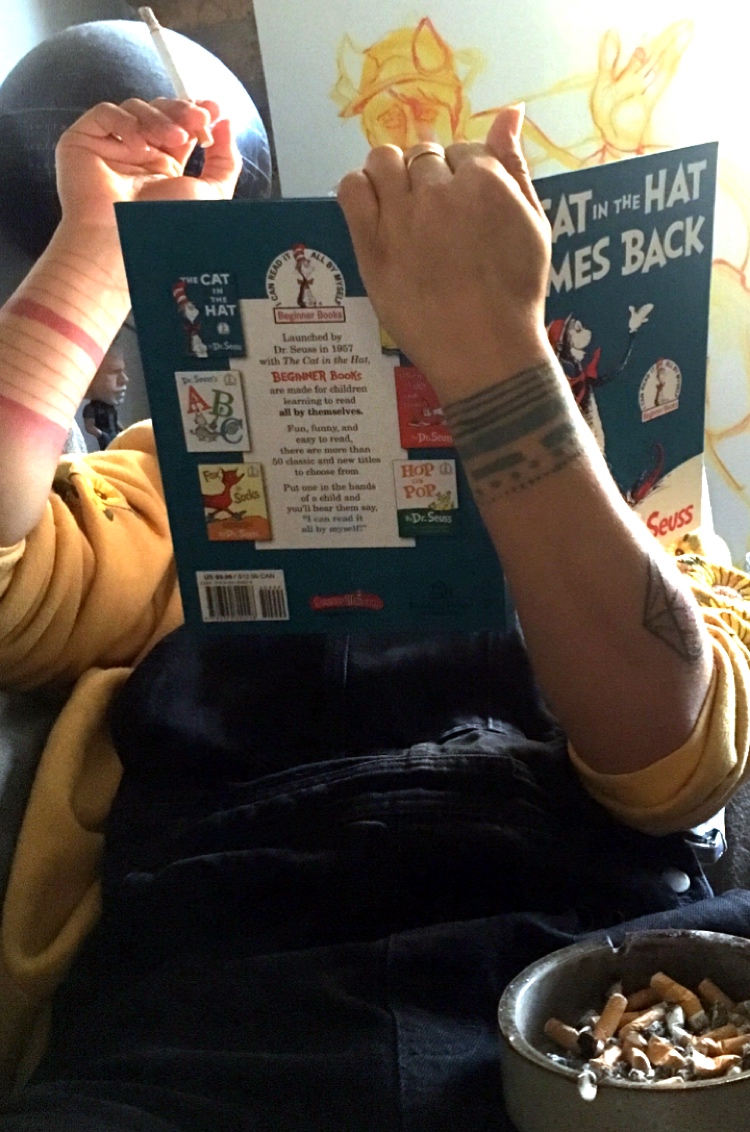 CAT IN THE HAT
MES BACK
Seuss
THE CAT
IN
THE
HAT
By Dr. Seuss
I CAN READ IT ALL BY MYSELF
Beginner Books
Launched by
Dr. Seuss in 1957
with The Cat in the Hat,
BEGINNER BOOKS
are made for children
learning to read
all by themselves.
Fun, funny, and
easy to read,
there are more than
50 classic and new titles
to choose from.
Put one in the hands
of a child and
you'll hear them say,
"I can read it
all by myself!"
Dr. Seuss's
ABC
Fox
in
Socks
By Dr. Seuss
HOP
ON
POP
By Dr. Seuss